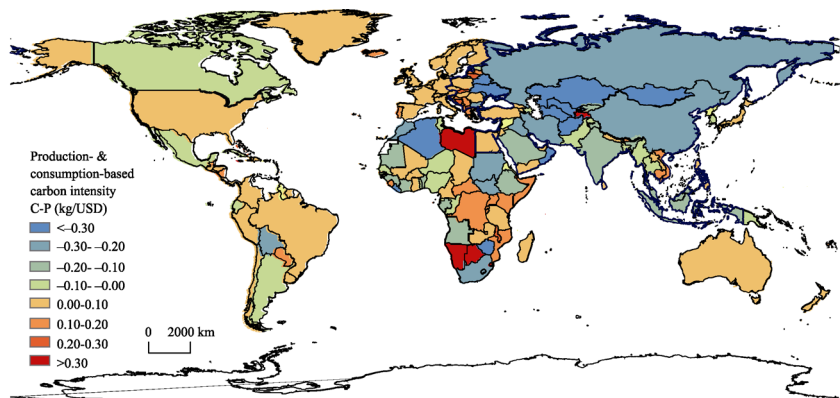 Production- &
consumption-based
carbon intensity
C-P (kg/USD)
<–0.30
–0.30- –0.20
–0.20- –0.10
–0.10- –0.00
0.00-0.10
0.10-0.20
0.20-0.30
>0.30
0 2000 km